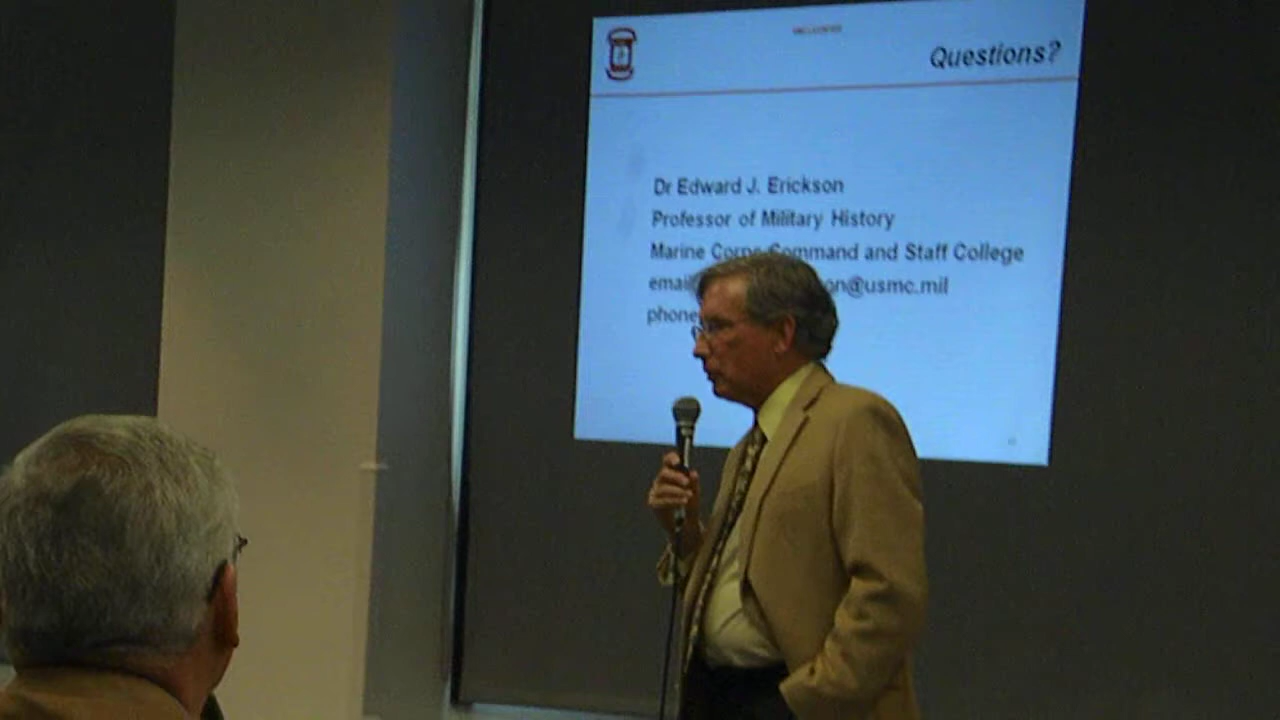 Questions?
Dr Edward J. Erickson
Professor of Military History
Marine Corps Command and Staff College
email on@usmc.mil
phone